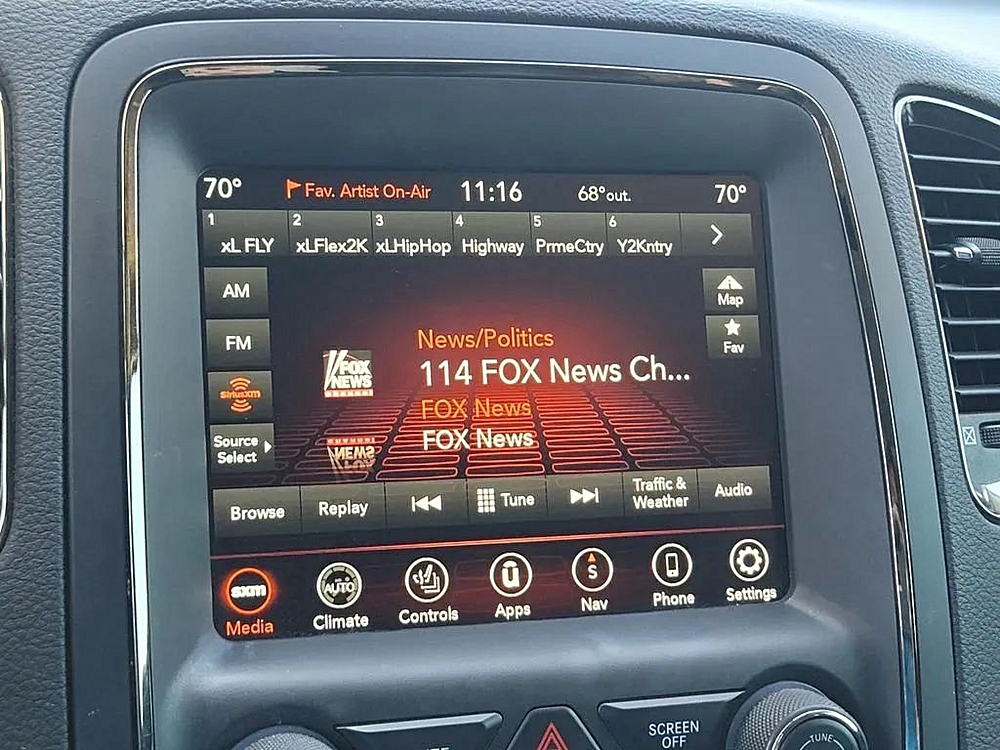 70° Fav. Artist On-Air 11:16 68°out. 70°
1 2 3 4 5 6
xL FLY xLFlex2K xLHipHop Highway PrmeCtry Y2Kntry
AM
FM
SiriusXM
Source
Select
Map
Fav
FOX
NEWS
News/Politics
114 FOX News Ch...
FOX News
FOX News
Browse Replay Tune Traffic &
Weather Audio
sxm AUTO u S
Media Climate Controls Apps Nav Phone Settings
SCREEN
OFF
TUNE